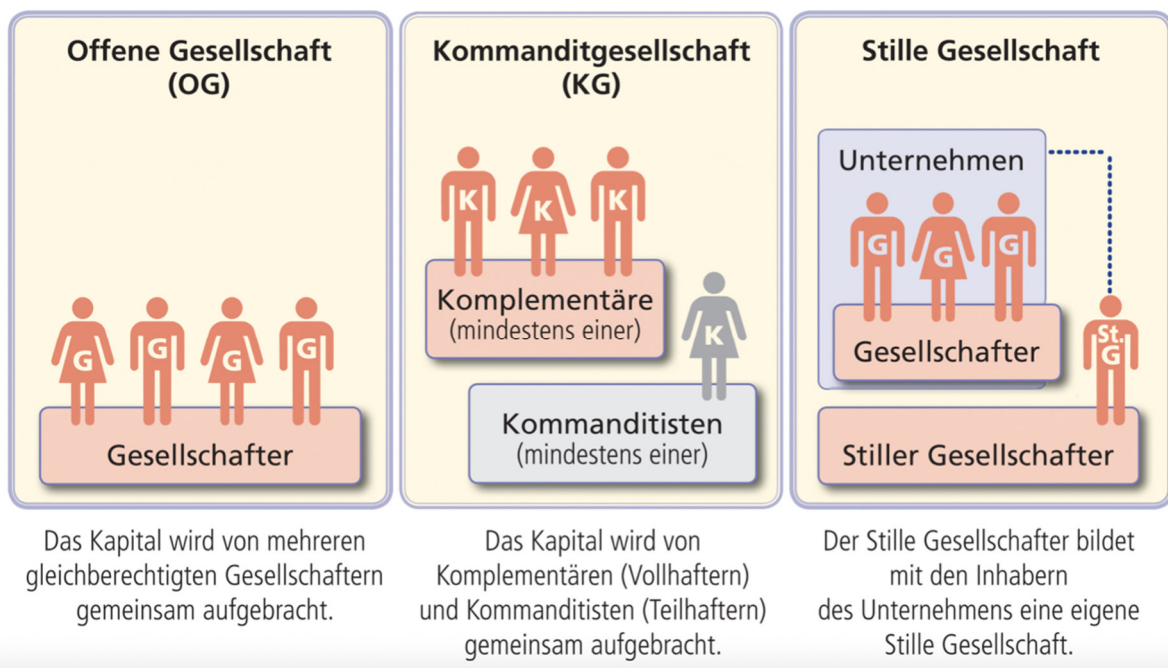 Offene Gesellschaft
(OG)
G G G G
Gesellschafter
Das Kapital wird von mehreren
gleichberechtigten Gesellschaftern
gemeinsam aufgebracht.
Kommanditgesellschaft
(KG)
K K K
Komplementäre
(mindestens einer)
K
Kommanditisten
(mindestens einer)
Das Kapital wird von
Komplementären (Vollhaftern)
und Kommanditisten (Teilhaftern)
gemeinsam aufgebracht.
Stille Gesellschaft
Unternehmen
G G G
Gesellschafter
St.
G
Stiller Gesellschafter
Der Stille Gesellschafter bildet
mit den Inhabern
des Unternehmens eine eigene
Stille Gesellschaft.